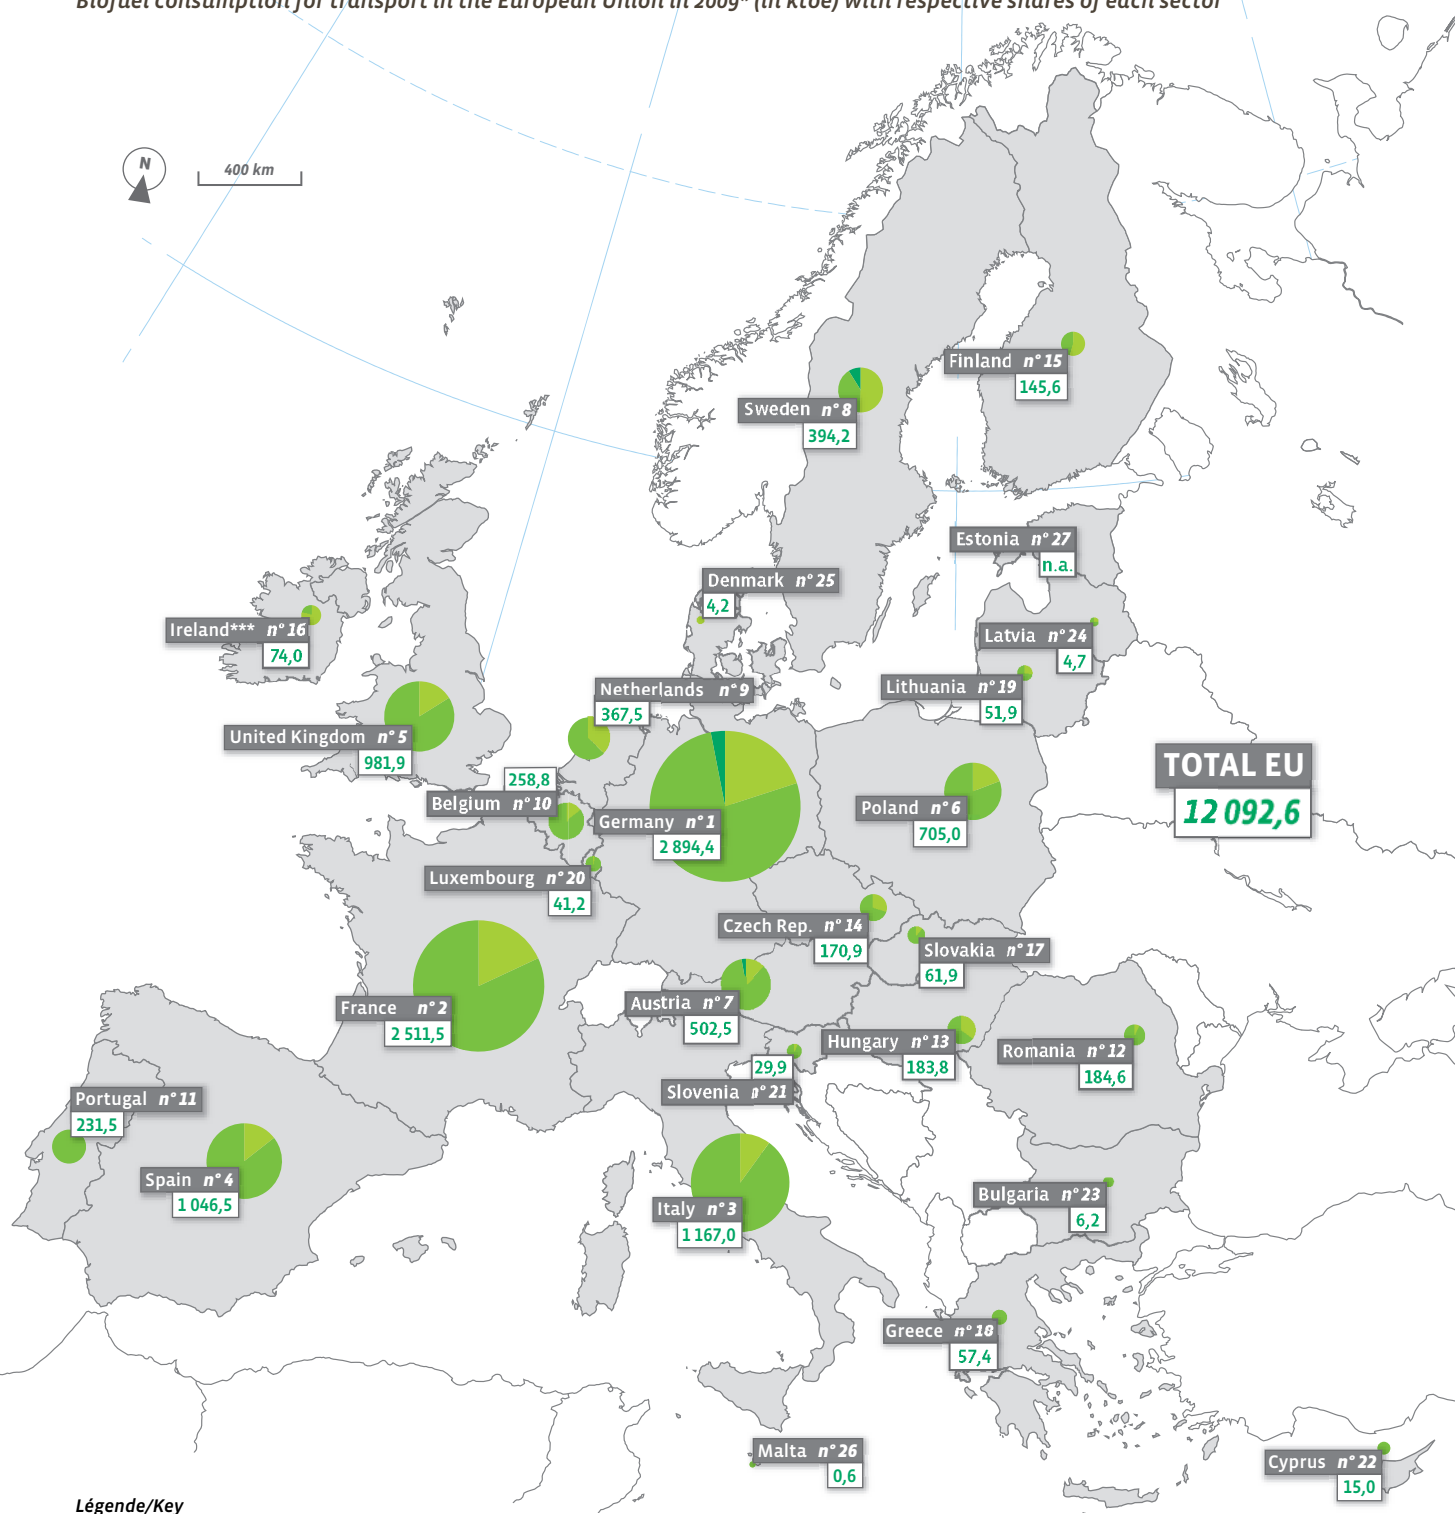 Biofuel consumption for transport in the European Union in 2009* (in ktoe) with respective shares of each sector
N
400 km
Finland n° 15
145,6
Sweden n° 8
394,2
Estonia n° 27
n.a.
Denmark n° 25
4,2
Ireland*** n° 16
74,0
Latvia n° 24
4,7
Lithuania n° 19
51,9
Netherlands n° 9
367,5
United Kingdom n° 5
981,9
258,8
Belgium n° 10
Germany n° 1
2 894,4
Poland n° 6
705,0
TOTAL EU
12 092,6
Luxembourg n° 20
41,2
Czech Rep. n° 14
170,9
Slovakia n° 17
61,9
France n° 2
2 511,5
Austria n° 7
502,5
Hungary n° 13
183,8
Romania n° 12
184,6
29,9
Slovenia n° 21
Portugal n° 11
231,5
Spain n° 4
1 046,5
Italy n° 3
1 167,0
Bulgaria n° 23
6,2
Greece n° 18
57,4
Malta n° 26
0,6
Cyprus n° 22
15,0
Légende/Key